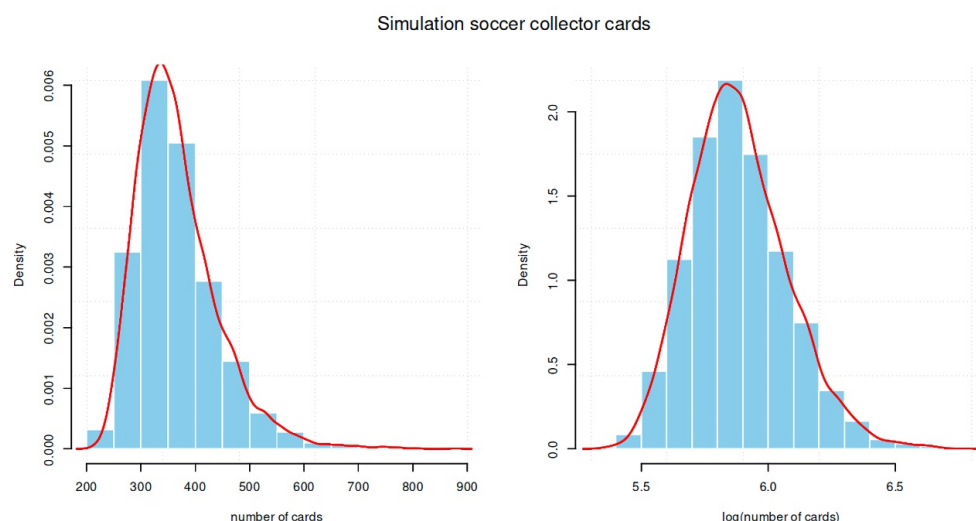 Simulation soccer collector cards
Density
0.006
0.005
0.004
0.003
0.002
0.001
0.000
200 300 400 500 600 700 800 900
number of cards
Density
2.0
1.5
1.0
0.5
0.0
5.5 6.0 6.5
log(number of cards)